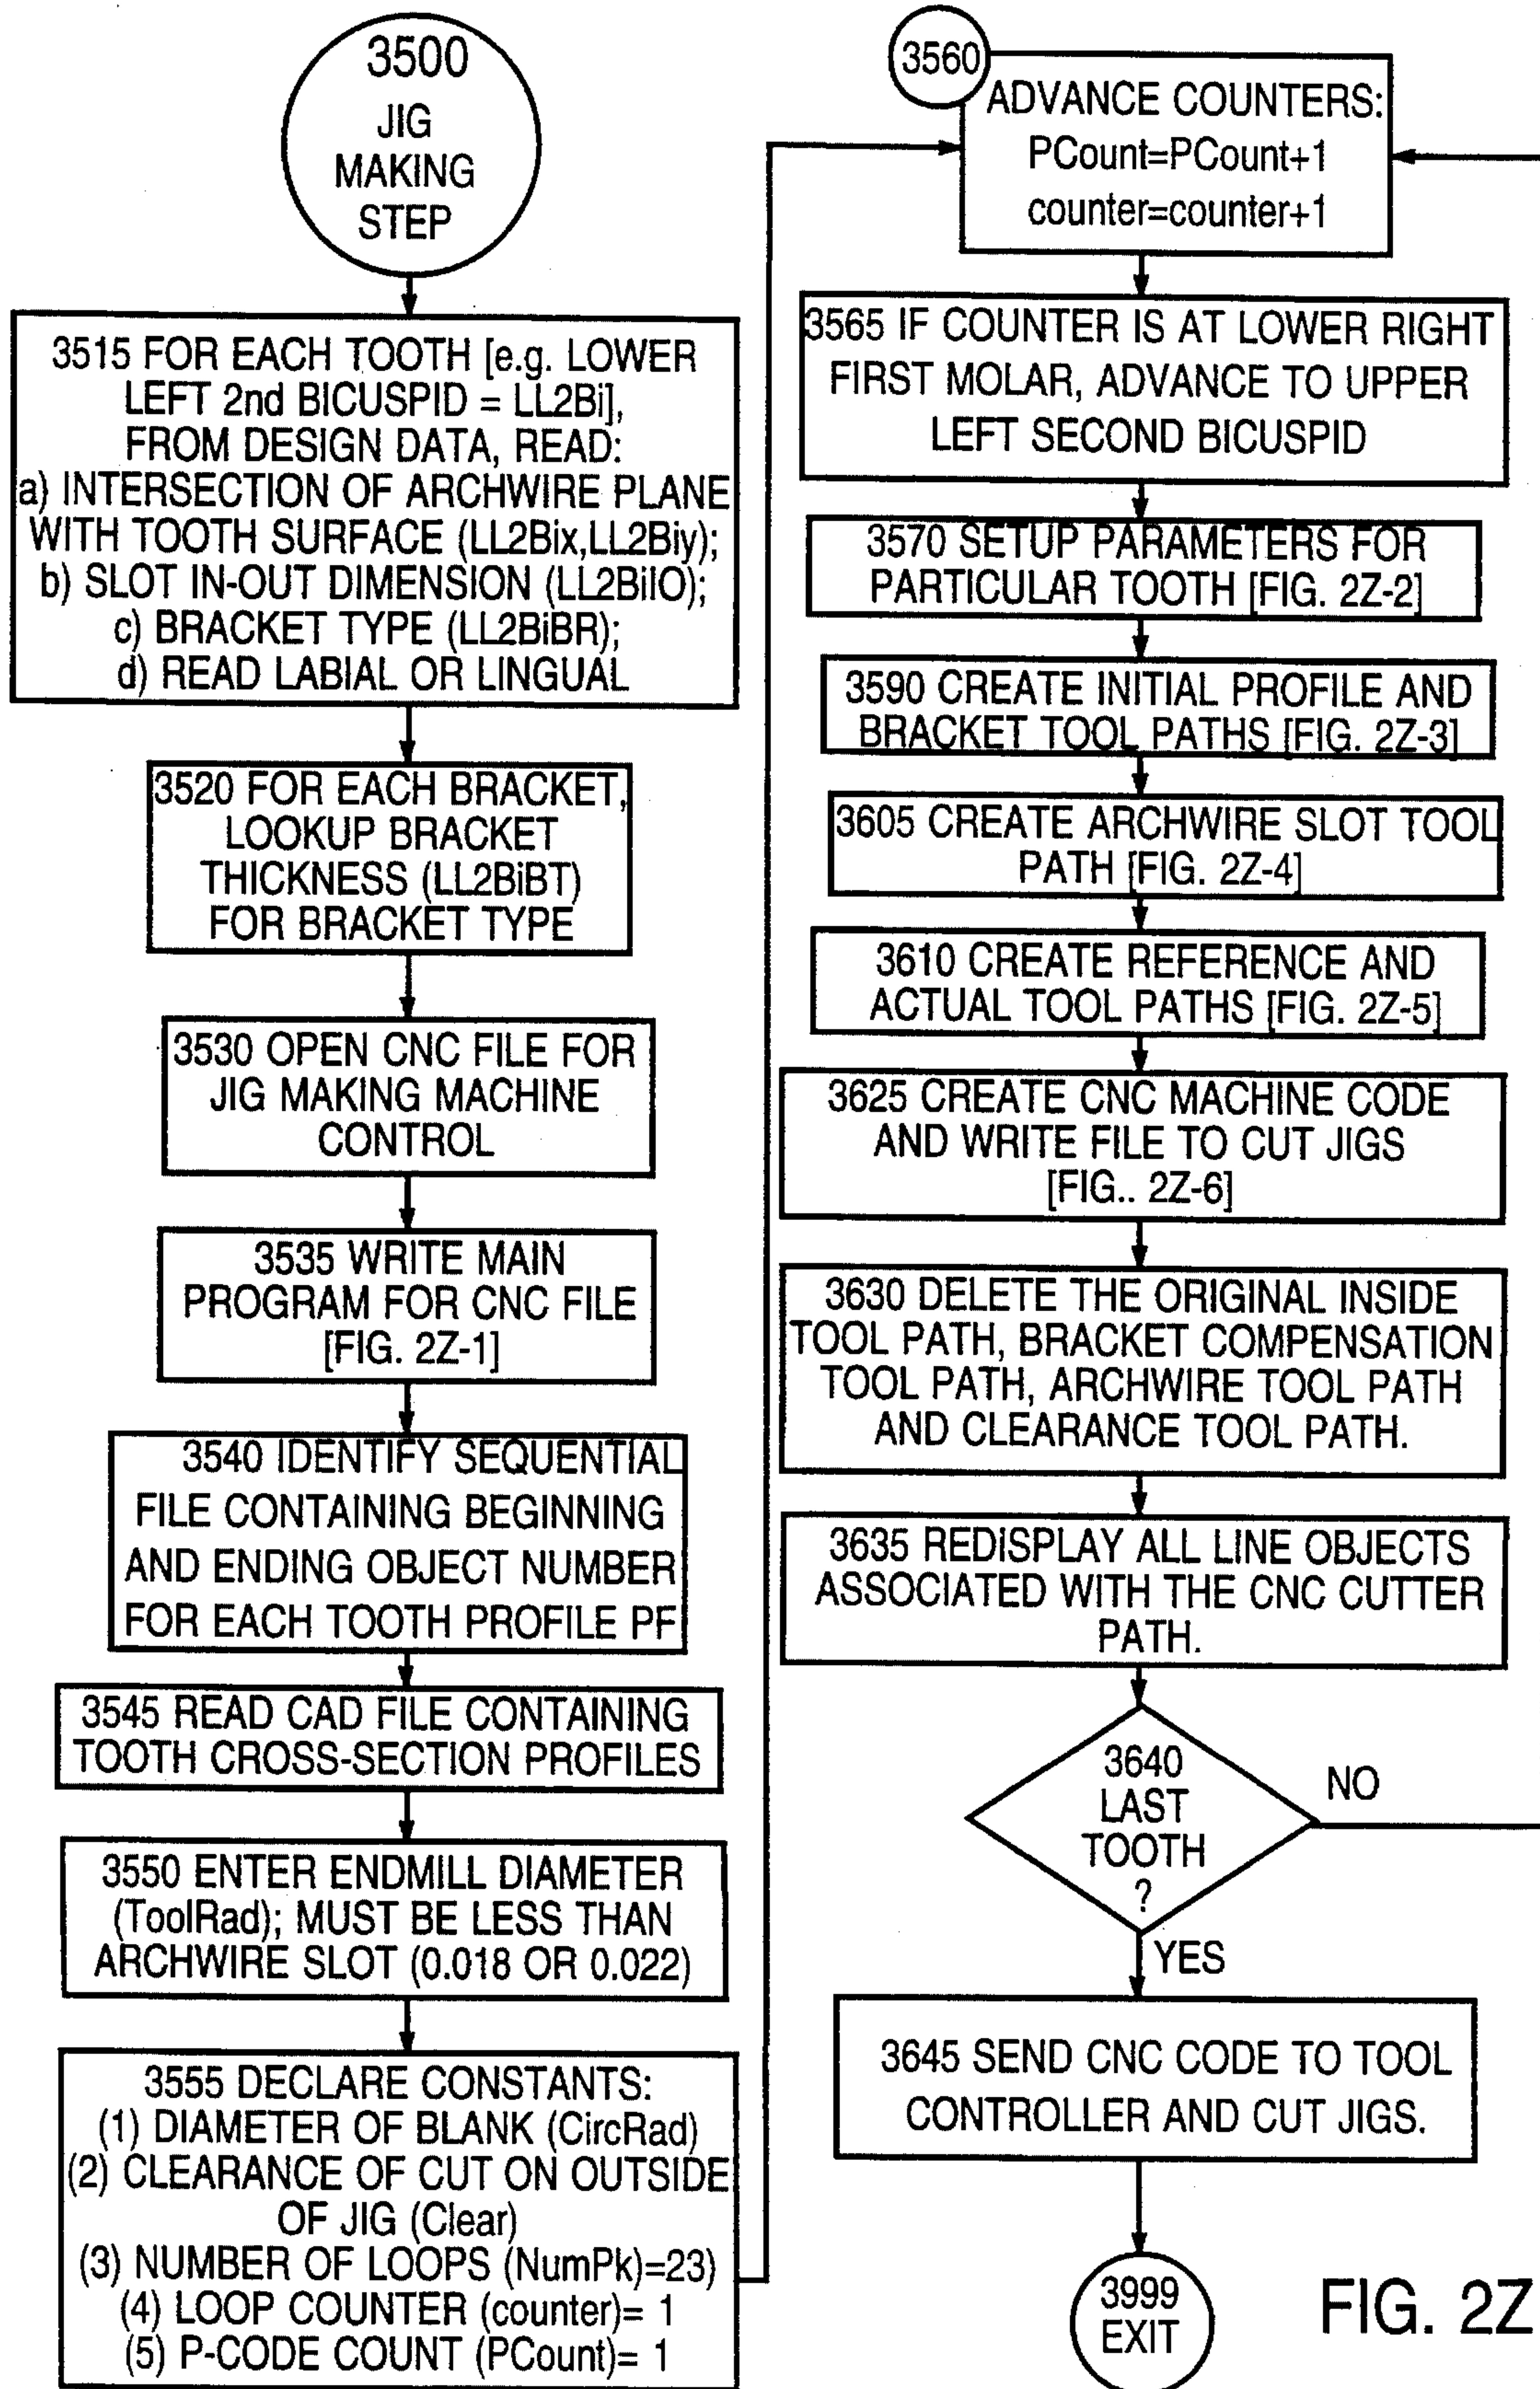 3500
JIG
MAKING
STEP
3515 FOR EACH TOOTH [e.g. LOWER
LEFT 2nd BICUSPID = LL2Bi],
FROM DESIGN DATA, READ:
a) INTERSECTION OF ARCHWIRE PLANE
WITH TOOTH SURFACE (LL2Bix,LL2Biy);
b) SLOT IN-OUT DIMENSION (LL2BiIO);
c) BRACKET TYPE (LL2BiBR);
d) READ LABIAL OR LINGUAL
3520 FOR EACH BRACKET,
LOOKUP BRACKET
THICKNESS (LL2BiBT)
FOR BRACKET TYPE
3530 OPEN CNC FILE FOR
JIG MAKING MACHINE
CONTROL
3535 WRITE MAIN
PROGRAM FOR CNC FILE
[FIG. 2Z-1]
3540 IDENTIFY SEQUENTIAL
FILE CONTAINING BEGINNING
AND ENDING OBJECT NUMBER
FOR EACH TOOTH PROFILE PF
3545 READ CAD FILE CONTAINING
TOOTH CROSS-SECTION PROFILES
3550 ENTER ENDMILL DIAMETER
(ToolRad); MUST BE LESS THAN
ARCHWIRE SLOT (0.018 OR 0.022)
3555 DECLARE CONSTANTS:
(1) DIAMETER OF BLANK (CircRad)
(2) CLEARANCE OF CUT ON OUTSIDE
OF JIG (Clear)
(3) NUMBER OF LOOPS (NumPk)=23)
(4) LOOP COUNTER (counter)= 1
(5) P-CODE COUNT (PCount)= 1
3560
ADVANCE COUNTERS:
PCount=PCount+1
counter=counter+1
3565 IF COUNTER IS AT LOWER RIGHT
FIRST MOLAR, ADVANCE TO UPPER
LEFT SECOND BICUSPID
3570 SETUP PARAMETERS FOR
PARTICULAR TOOTH [FIG. 2Z-2]
3590 CREATE INITIAL PROFILE AND
BRACKET TOOL PATHS [FIG. 2Z-3]
3605 CREATE ARCHWIRE SLOT TOOL
PATH [FIG. 2Z-4]
3610 CREATE REFERENCE AND
ACTUAL TOOL PATHS [FIG. 2Z-5]
3625 CREATE CNC MACHINE CODE
AND WRITE FILE TO CUT JIGS
[FIG.. 2Z-6]
3630 DELETE THE ORIGINAL INSIDE
TOOL PATH, BRACKET COMPENSATION
TOOL PATH, ARCHWIRE TOOL PATH
AND CLEARANCE TOOL PATH.
3635 REDISPLAY ALL LINE OBJECTS
ASSOCIATED WITH THE CNC CUTTER
PATH.
3640
LAST
TOOTH
?
NO
YES
3645 SEND CNC CODE TO TOOL
CONTROLLER AND CUT JIGS.
3999
EXIT
FIG. 2Z